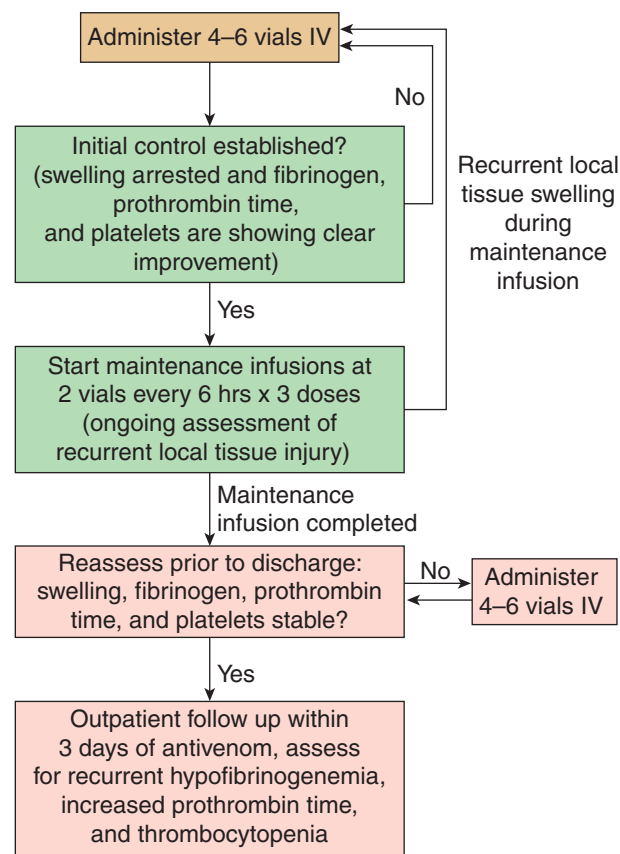 Administer 4–6 vials IV
No
Initial control established?
(swelling arrested and fibrinogen,
prothrombin time,
and platelets are showing clear
improvement)
Recurrent local
tissue swelling
during
maintenance
infusion
Yes
Start maintenance infusions at
2 vials every 6 hrs x 3 doses
(ongoing assessment of
recurrent local tissue injury)
Maintenance
infusion completed
Reassess prior to discharge:
swelling, fibrinogen, prothrombin
time, and platelets stable?
No
Administer
4–6 vials IV
Yes
Outpatient follow up within
3 days of antivenom, assess
for recurrent hypofibrinogenemia,
increased prothrombin time,
and thrombocytopenia